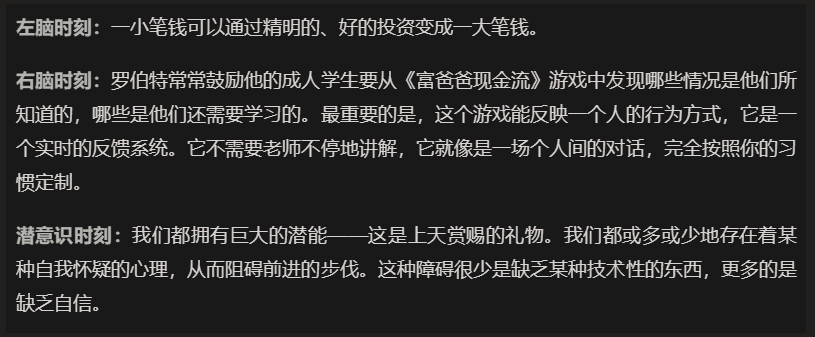 左脑时刻：一小笔钱可以通过精明的、好的投资变成一大笔钱。
右脑时刻：罗伯特常常鼓励他的成人学生要从《富爸爸现金流》游戏中发现哪些情况是他们所
知道的，哪些是他们还需要学习的。最重要的是，这个游戏能反映一个人的行为方式，它是一
个实时的反馈系统。它不需要老师不停地讲解，它就像是一场个人间的对话，完全按照你的习
惯定制。
潜意识时刻：我们都拥有巨大的潜能——这是上天赏赐的礼物。我们都或多或少地存在着某
种自我怀疑的心理，从而阻碍前进的步伐。这种障碍很少是缺乏某种技术性的东西，更多的是
缺乏自信。